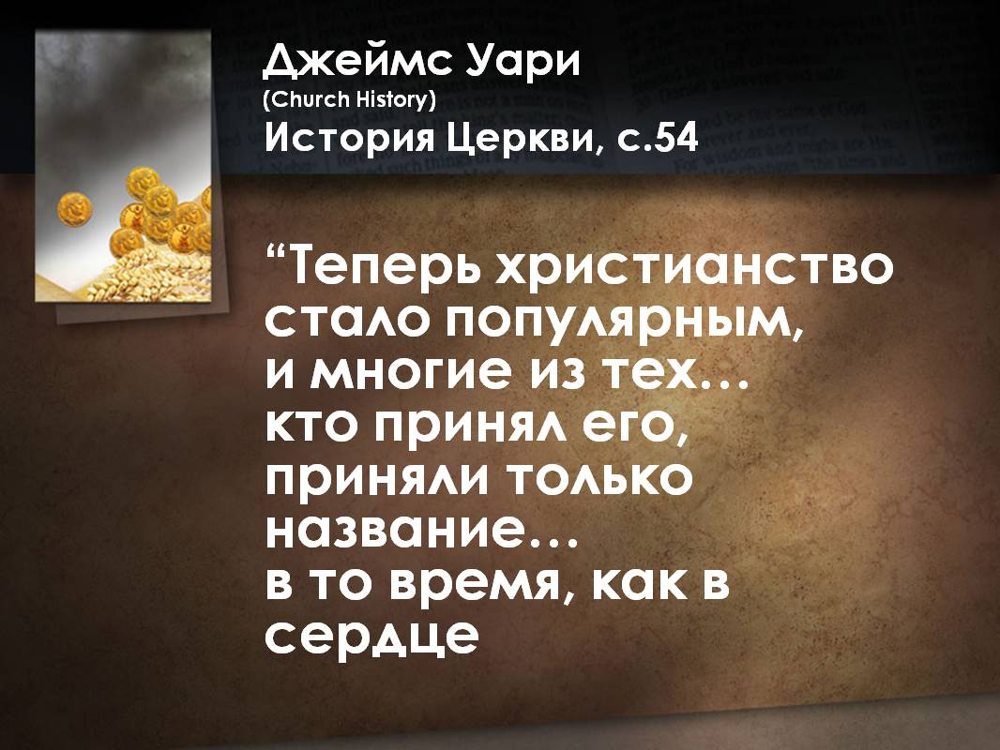 Джеймс Уари
(Church History)
История Церкви, с.54
“Теперь христианство
стало популярным,
и многие из тех…
кто принял его,
приняли только
название…
в то время, как в
сердце